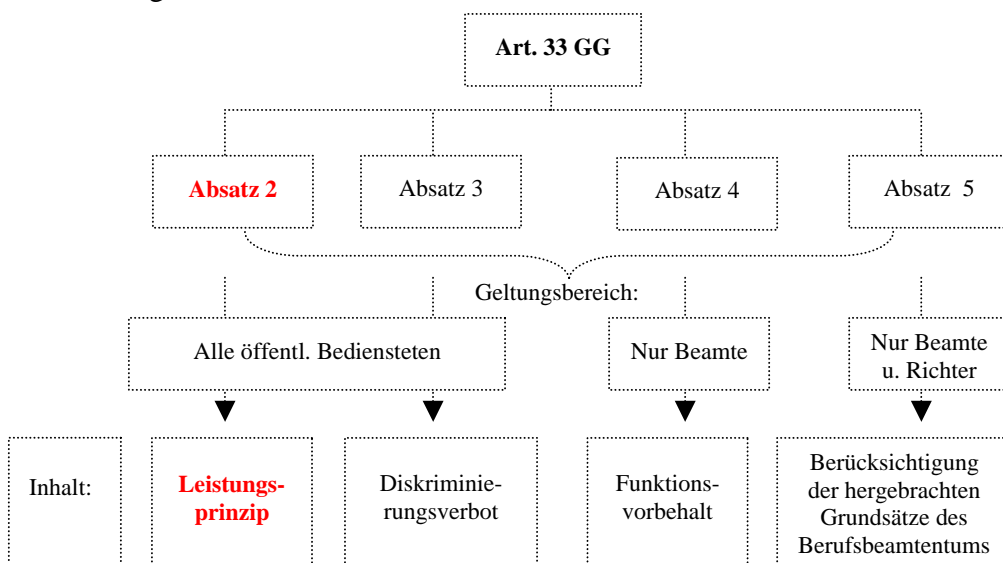 Art. 33 GG
Absatz 2
Absatz 3
Absatz 4
Absatz 5
Geltungsbereich:
Alle öffentl. Bediensteten
Nur Beamte
Nur Beamte
u. Richter
Inhalt:
Leistungs-
prinzip
Diskriminie-
rungsverbot
Funktions-
vorbehalt
Berücksichtigung
der hergebrachten
Grundsätze des
Berufsbeamtentums